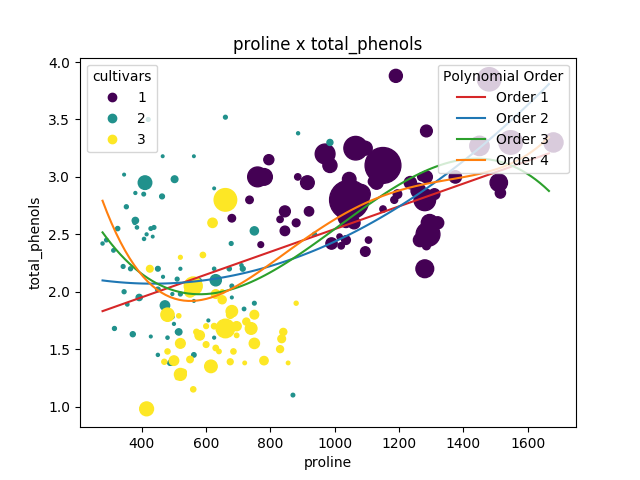 proline x total_phenols
cultivars
1
2
3
Polynomial Order
Order 1
Order 2
Order 3
Order 4
total_phenols
4.0
3.5
3.0
2.5
2.0
1.5
1.0
400 600 800 1000 1200 1400 1600
proline